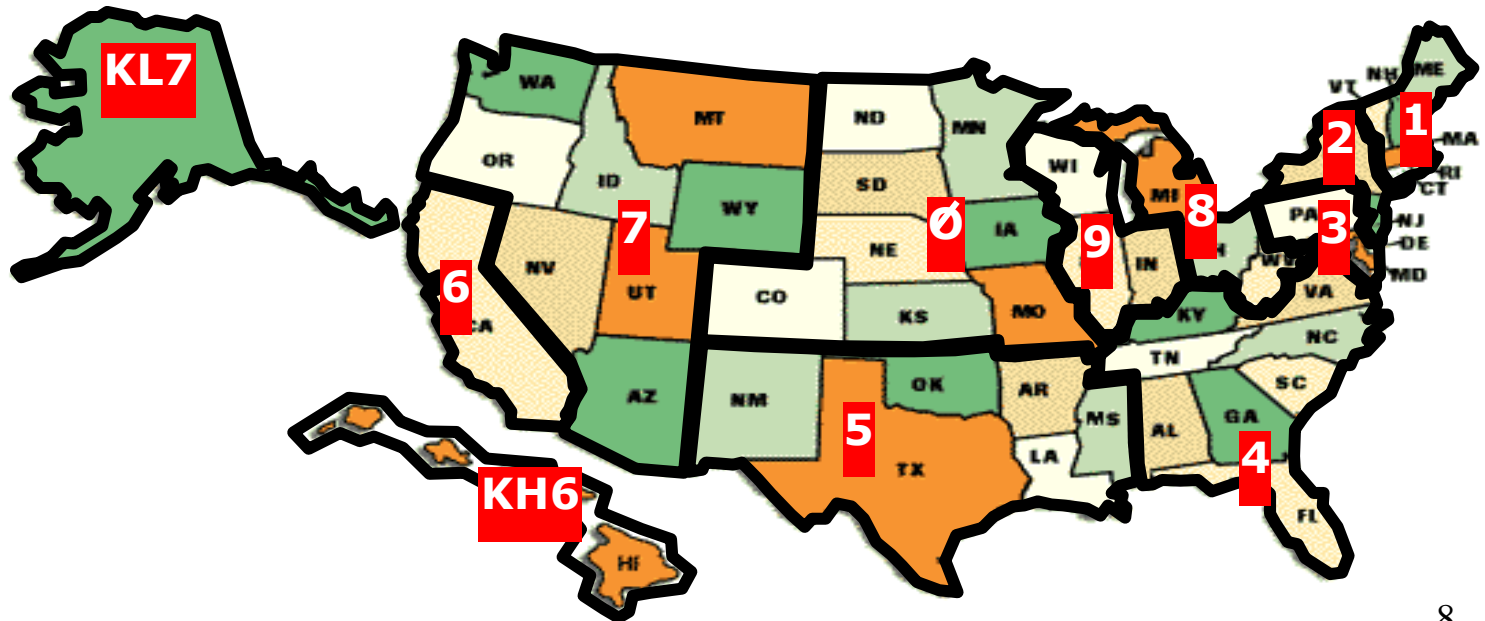 KL7
WA
OR
ID
MT
WY
NV
UT
AZ
7
6
CA
ND
SD
NE
KS
CO
MN
IA
MO
Ø
NM
OK
TX
AR
LA
MS
5
WI
9
IN
MI
8
H
KY
TN
NC
SC
GA
AL
FL
VA
4
WV
PA
3
2
1
VT
NH
ME
MA
RI
CT
NJ
DE
MD
KH6
HI
8